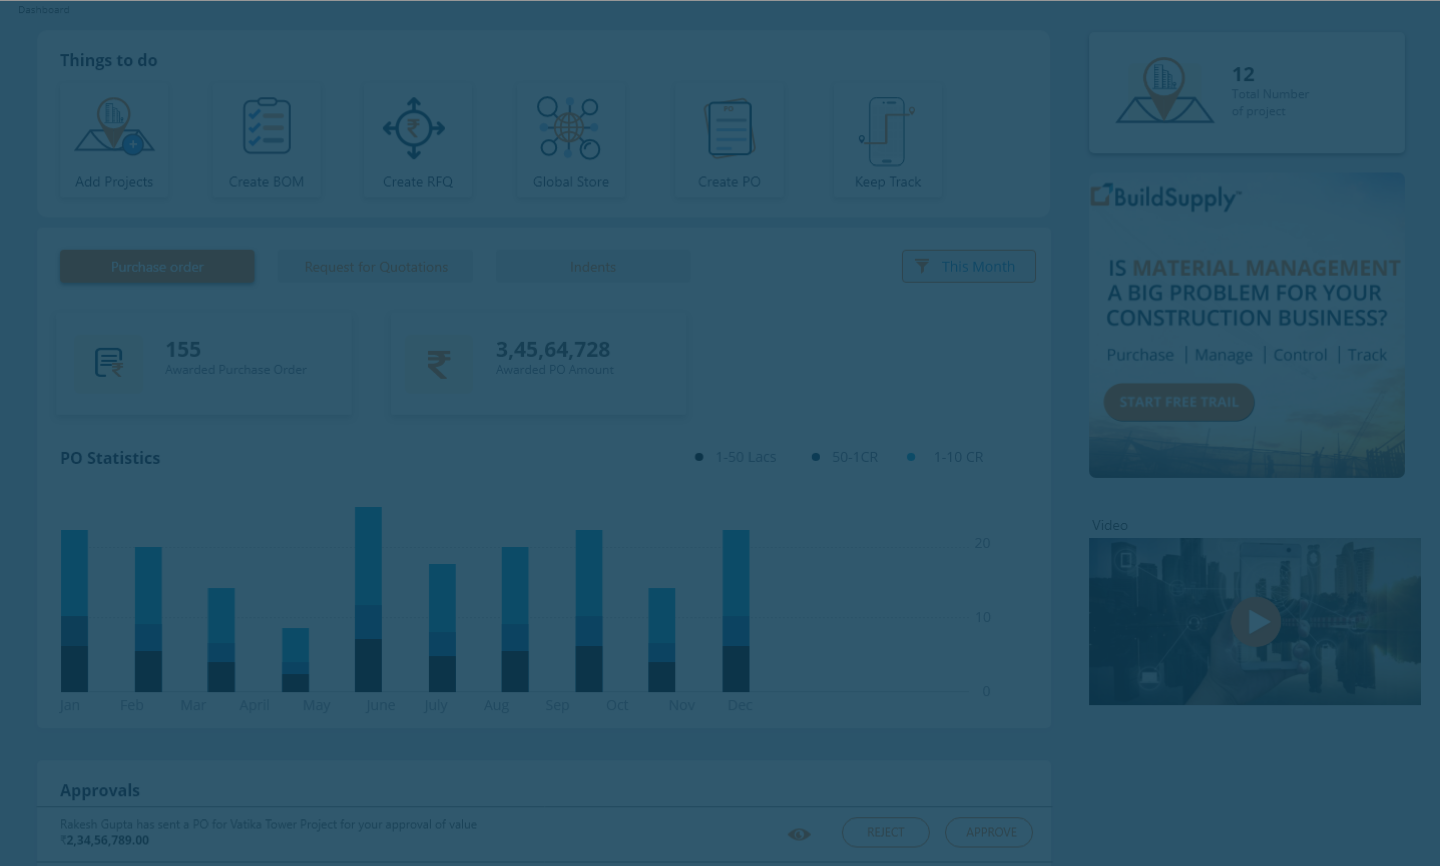 Dashboard
Things to do
Add Projects
Create BOM
Create RFQ
Global Store
PO
Create PO
Keep Track
12
Total Number
of project
Purchase order
Request for Quotations
Indents
This Month
155
Awarded Purchase Order
3,45,64,728
Awarded PO Amount
BuildSupply™
IS MATERIAL MANAGEMENT
A BIG PROBLEM FOR YOUR
CONSTRUCTION BUSINESS?
Purchase | Manage | Control | Track
START FREE TRAIL
PO Statistics
1-50 Lacs
50-1CR
1-10 CR
20
10
0
Jan Feb Mar April May June July Aug Sep Oct Nov Dec
Video
Approvals
Rakesh Gupta has sent a PO for Vatika Tower Project for your approval of value
₹2,34,56,789.00
REJECT
APPROVE